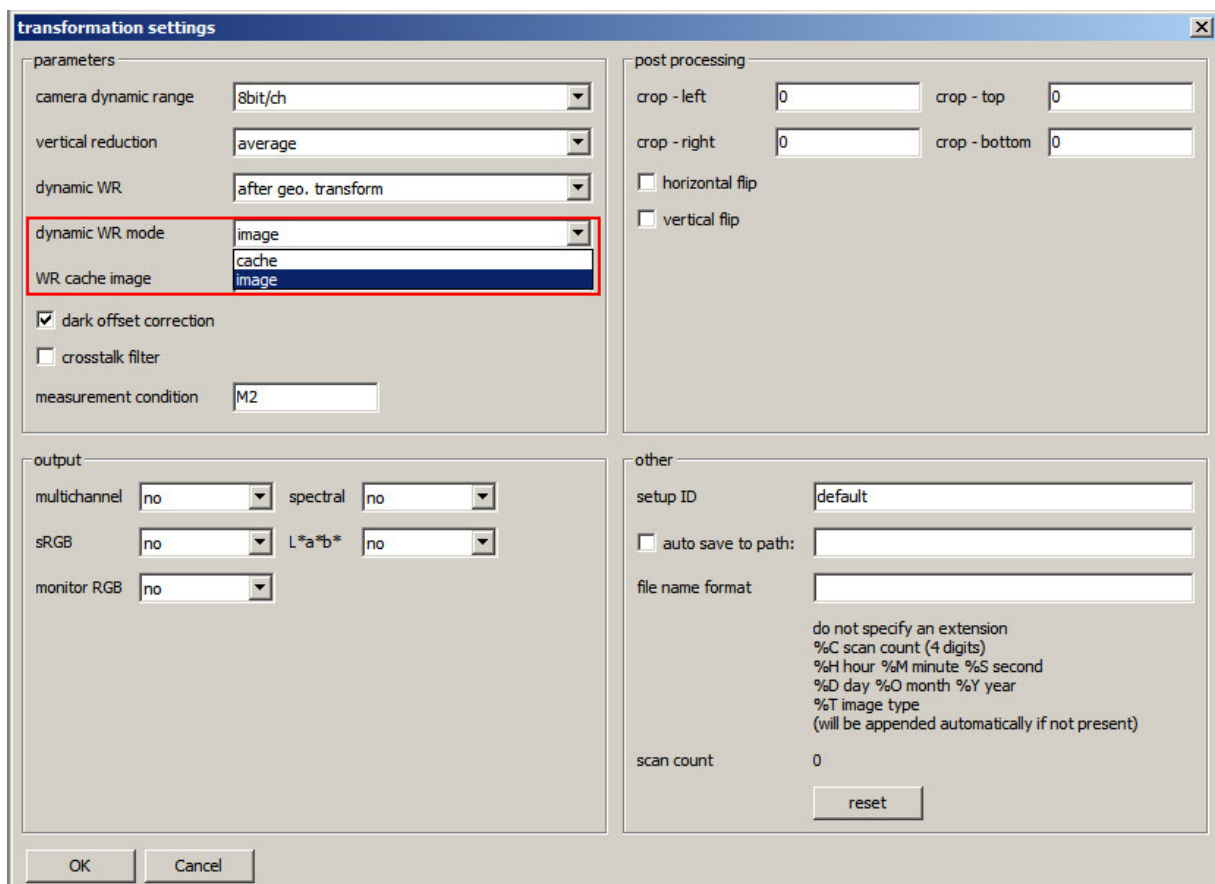 transformation settings
parameters
camera dynamic range 8bit/ch
vertical reduction average
dynamic WR after geo. transform
dynamic WR mode image
cache
WR cache image image
dark offset correction
crosstalk filter
measurement condition M2
post processing
crop - left 0 crop - top 0
crop - right 0 crop - bottom 0
horizontal flip
vertical flip
output
multichannel no spectral no
sRGB no L*a*b* no
monitor RGB no
other
setup ID default
auto save to path:
file name format
do not specify an extension
%C scan count (4 digits)
%H hour %M minute %S second
%D day %O month %Y year
%T image type
(will be appended automatically if not present)
scan count 0
reset
OK Cancel